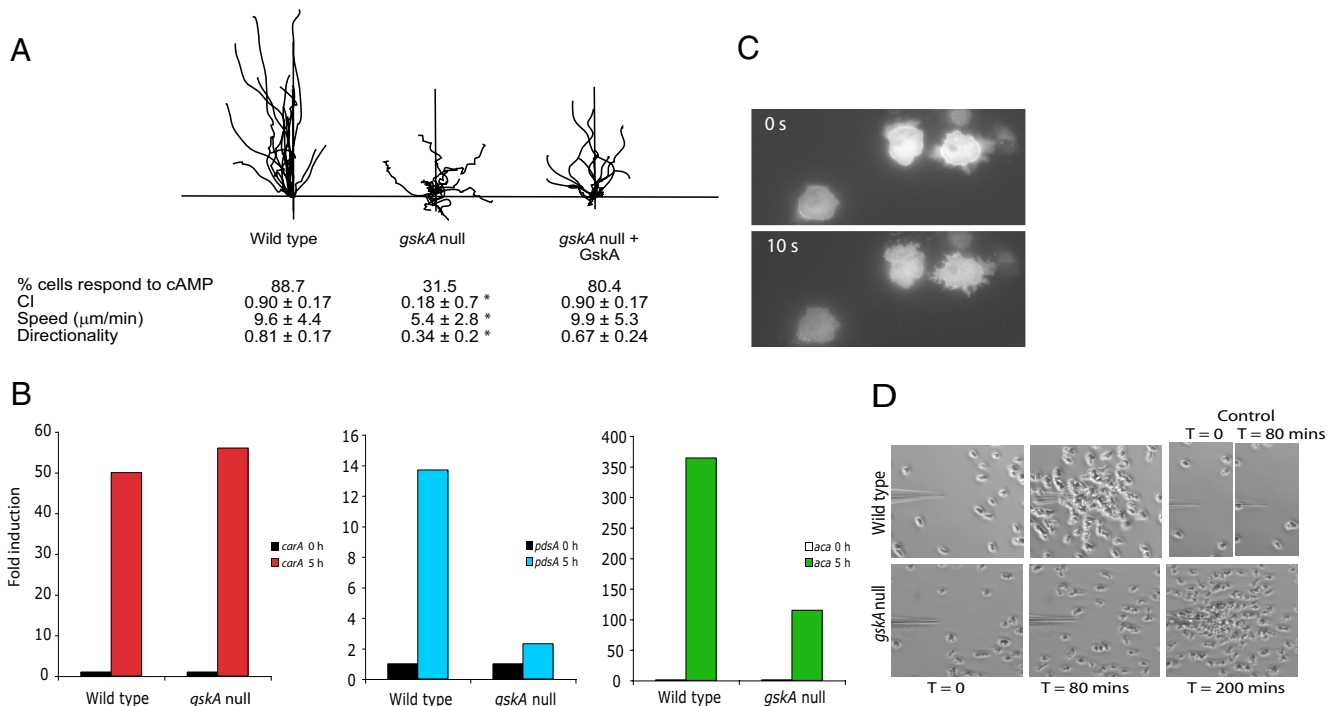 A
Wild type
gskA null
gskA null +
GskA
% cells respond to cAMP 88.7 31.5 80.4
CI 0.90 ± 0.17 0.18 ± 0.7 * 0.90 ± 0.17
Speed (µm/min) 9.6 ± 4.4 5.4 ± 2.8 * 9.9 ± 5.3
Directionality 0.81 ± 0.17 0.34 ± 0.2 * 0.67 ± 0.24
B
Fold induction
60
50
40
30
20
10
0
Wild type gskA null
carA 0 h
carA 5 h
16
14
12
10
8
6
4
2
0
Wild type gskA null
pdsA 0 h
pdsA 5 h
400
350
300
250
200
150
100
50
0
Wild type gskA null
aca 0 h
aca 5 h
C
0 s
10 s
D
Control
T = 0 T = 80 mins
Wild type
gskA null
T = 0 T = 80 mins T = 200 mins